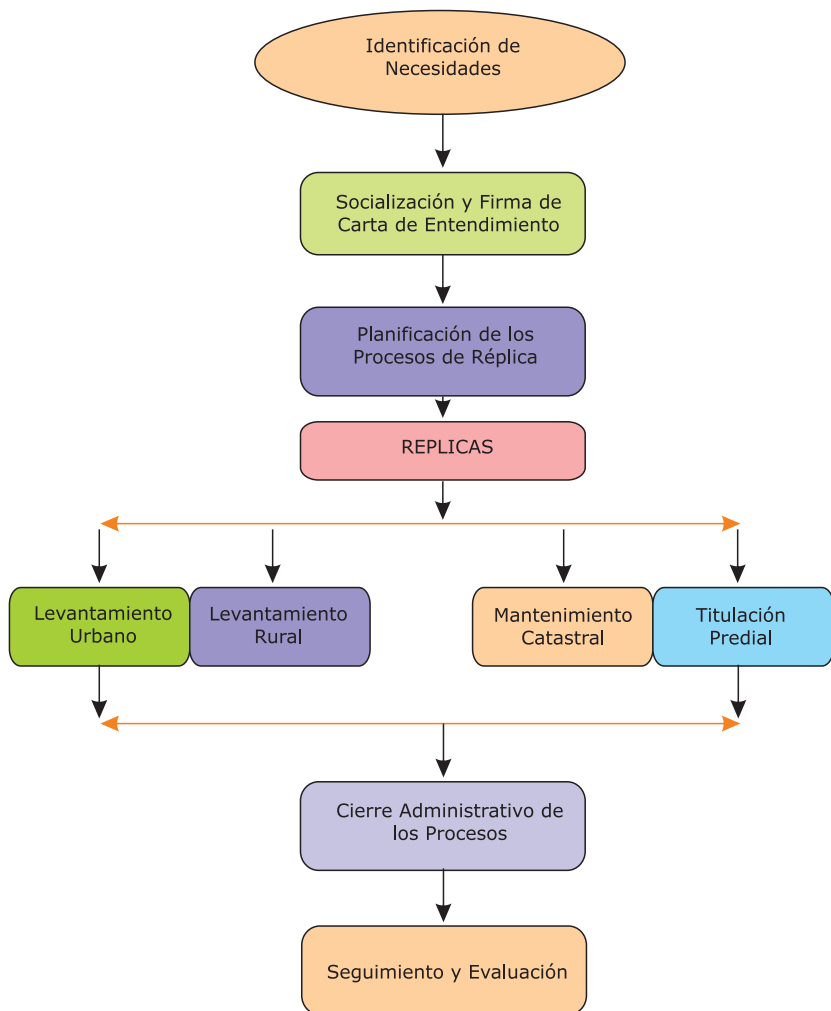 Identificación de
Necesidades
Socialización y Firma de
Carta de Entendimiento
Planificación de los
Procesos de Réplica
REPLICAS
Levantamiento
Urbano
Levantamiento
Rural
Mantenimiento
Catastral
Titulación
Predial
Cierre Administrativo de
los Procesos
Seguimiento y Evaluación